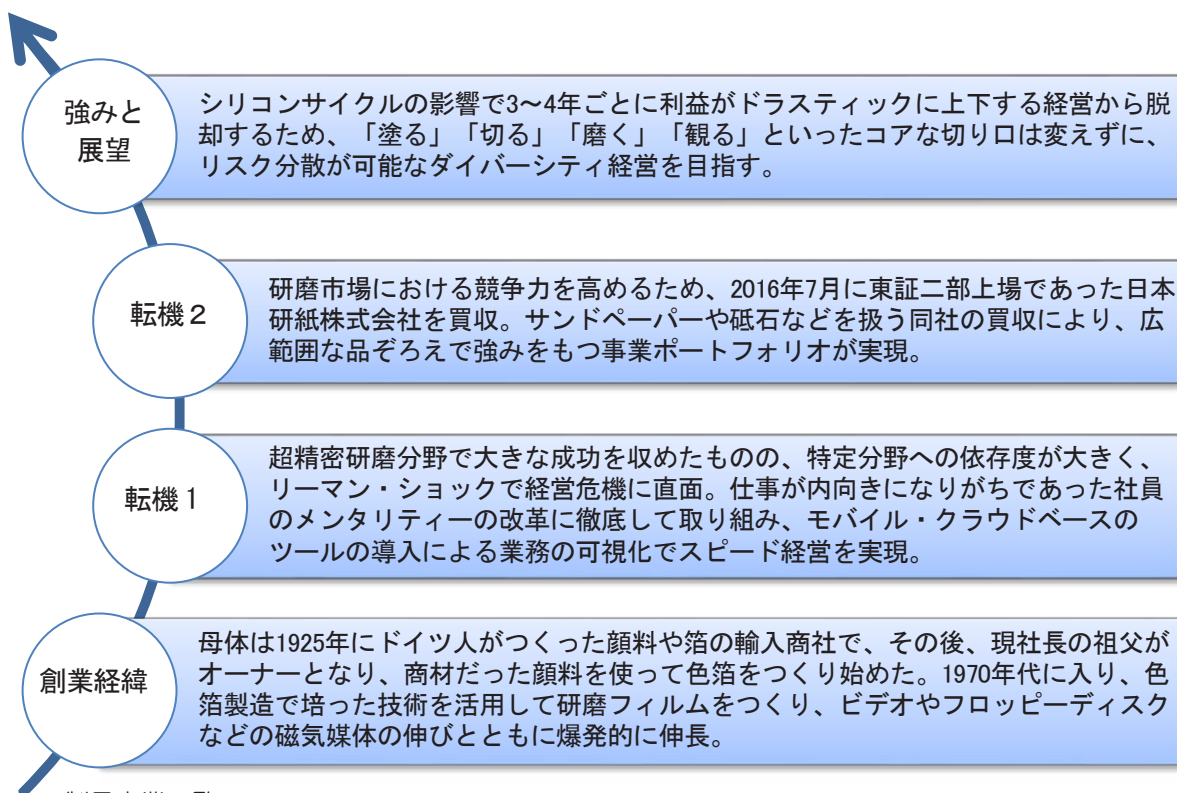 強みと
展望
シリコンサイクルの影響で3～4年ごとに利益がドラスティックに上下する経営から脱
却するため、「塗る」「切る」「磨く」「観る」といったコアな切り口は変えずに、
リスク分散が可能なダイバーシティ経営を目指す。
転機２
研磨市場における競争力を高めるため、2016年7月に東証二部上場であった日本
研紙株式会社を買収。サンドペーパーや砥石などを扱う同社の買収により、広
範囲な品ぞろえで強みをもつ事業ポートフォリオが実現。
転機１
超精密研磨分野で大きな成功を収めたものの、特定分野への依存度が大きく、
リーマン・ショックで経営危機に直面。仕事が内向きになりがちであった社員
のメンタリティーの改革に徹底して取り組み、モバイル・クラウドベースの
ツールの導入による業務の可視化でスピード経営を実現。
創業経緯
母体は1925年にドイツ人がつくった顔料や箔の輸入商社で、その後、現社長の祖父が
オーナーとなり、商材だった顔料を使って色箔をつくり始めた。1970年代に入り、色
箔製造で培った技術を活用して研磨フィルムをつくり、ビデオやフロッピーディスク
などの磁気媒体の伸びとともに爆発的に伸長。